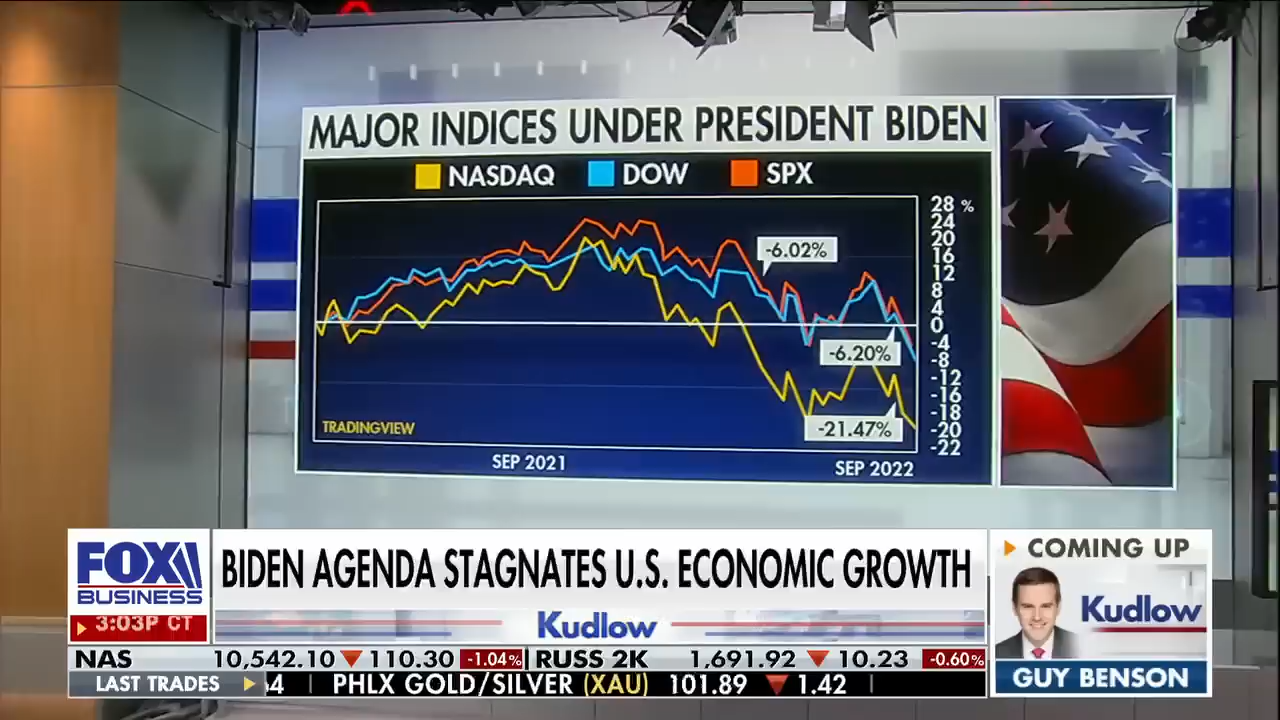 MAJOR INDICES UNDER PRESIDENT BIDEN
NASDAQ DOW SPX
28 %
24
20
16
12
8
4
0
-4
-8
-12
-16
-18
-20
-22
-6.02%
-6.20%
-21.47%
TRADINGVIEW
SEP 2021 SEP 2022
FOX
BUSINESS
3:03P CT
BIDEN AGENDA STAGNATES U.S. ECONOMIC GROWTH
Kudlow
COMING UP
Kudlow
GUY BENSON
NAS 10,542.10 ▼ 110.30 -1.04% RUSS 2K 1,691.92 ▼ 10.23 -0.60%
LAST TRADES 4 PHLX GOLD/SILVER (XAU) 101.89 ▼ 1.42